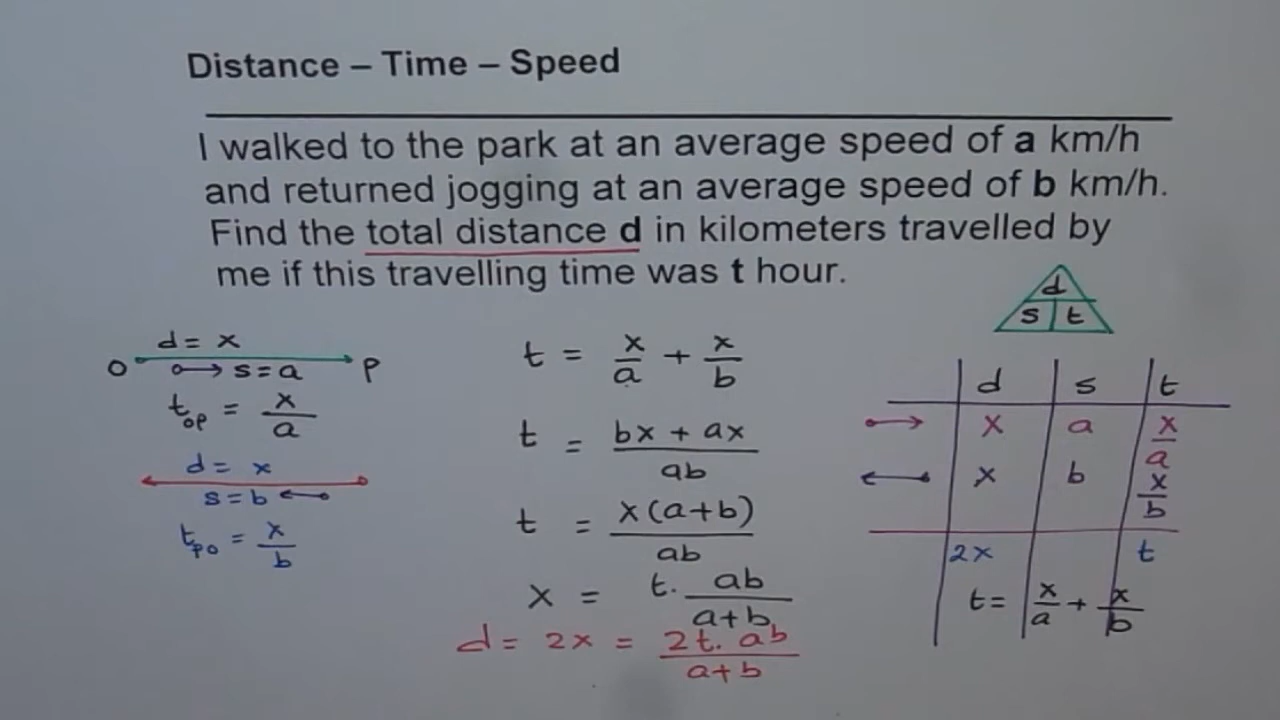 Distance – Time – Speed
I walked to the park at an average speed of a km/h
and returned jogging at an average speed of b km/h.
Find the total distance d in kilometers travelled by
me if this travelling time was t hour.
d
s t
d = x
O s = a P
t_op = x/a
d = x
s = b
t_po = x/b
t = x/a + x/b
t = (bx + ax)/ab
t = x(a+b)/ab
x = t. ab/(a+b)
d = 2x = 2t. ab/(a+b)
d s t
x a x/a
x b x/b
2x t
t = x/a + x/b